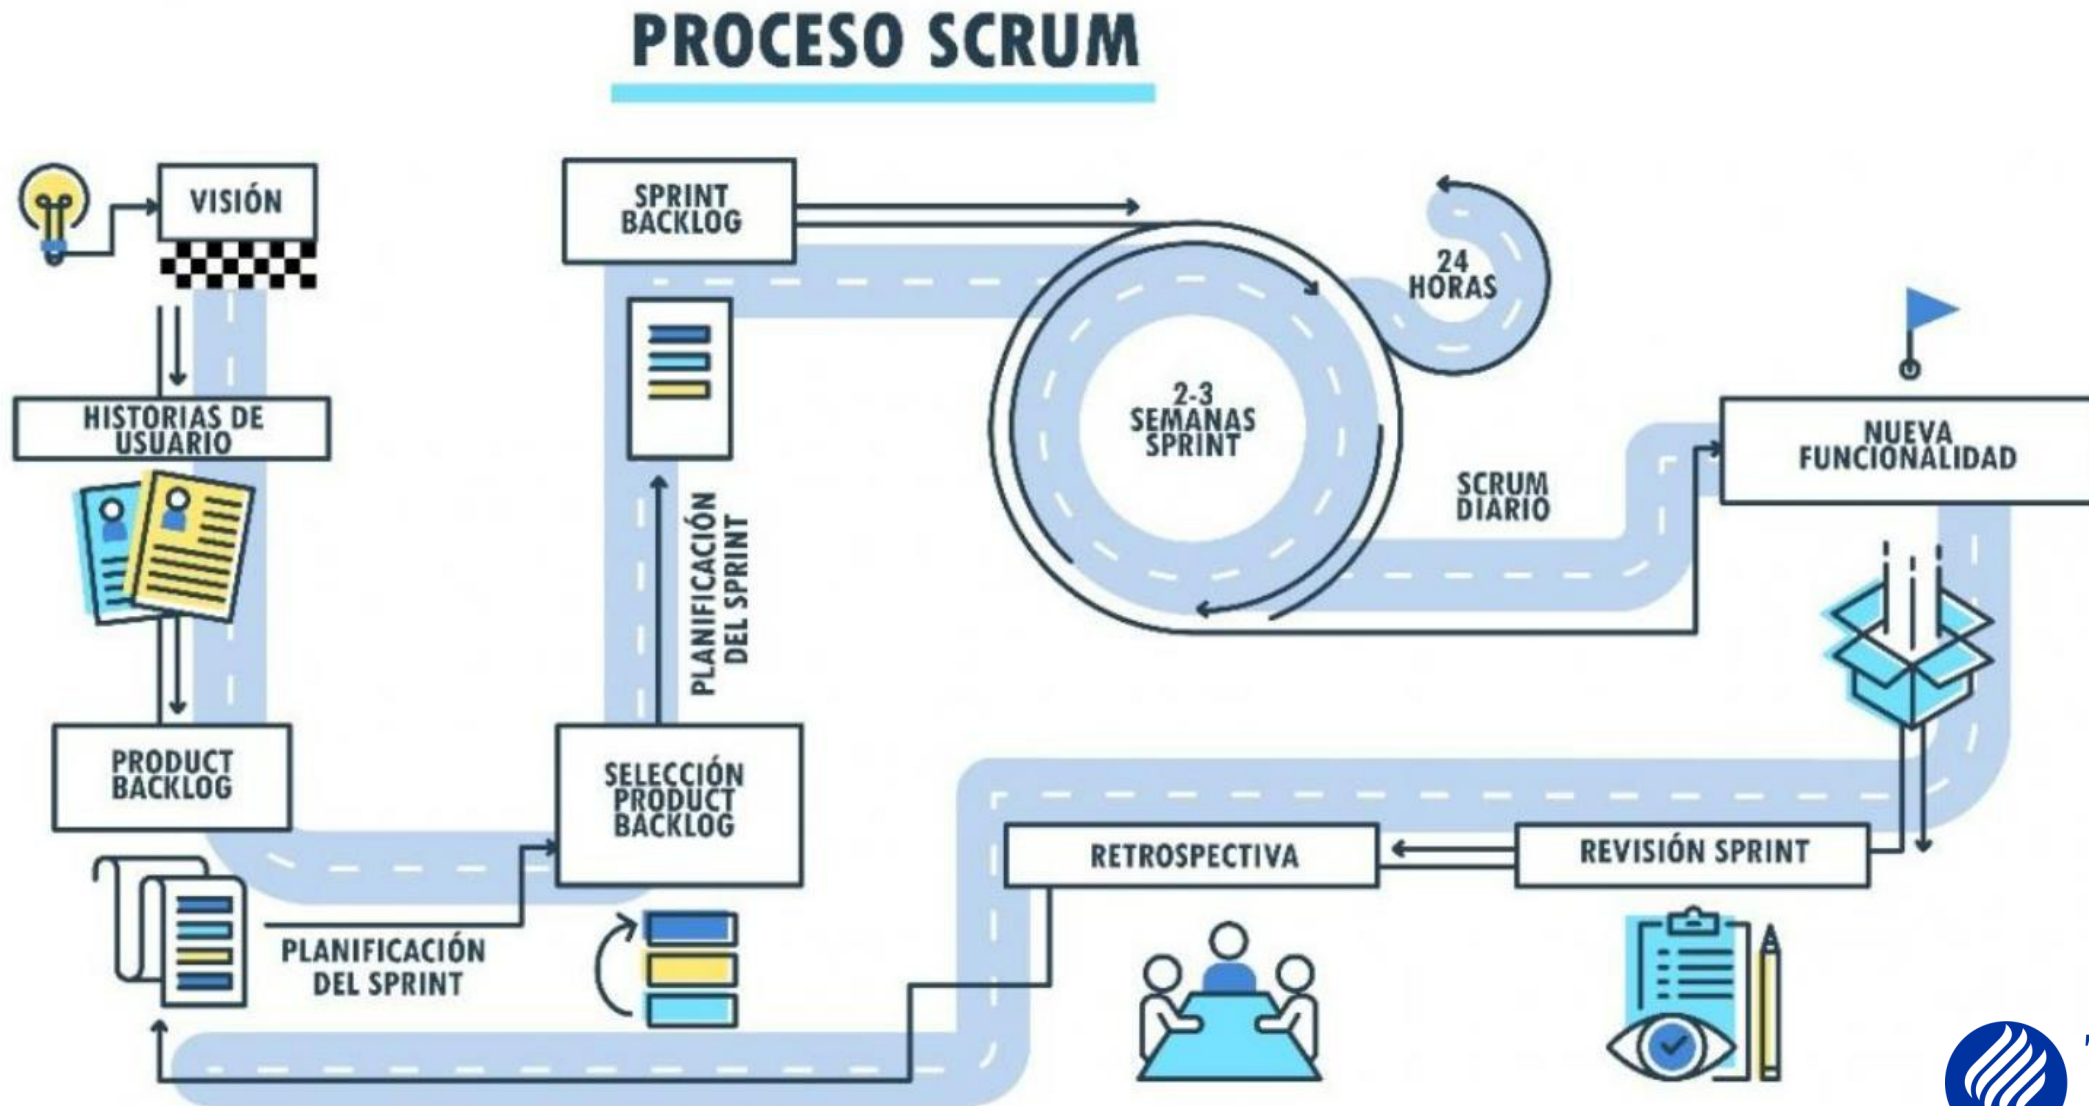 PROCESO SCRUM
VISIÓN
HISTORIAS DE
USUARIO
PRODUCT
BACKLOG
PLANIFICACIÓN
DEL SPRINT
SELECCIÓN
PRODUCT
BACKLOG
PLANIFICACIÓN
DEL SPRINT
SPRINT
BACKLOG
2-3
SEMANAS
SPRINT
24
HORAS
SCRUM
DIARIO
NUEVA
FUNCIONALIDAD
REVISIÓN SPRINT
RETROSPECTIVA